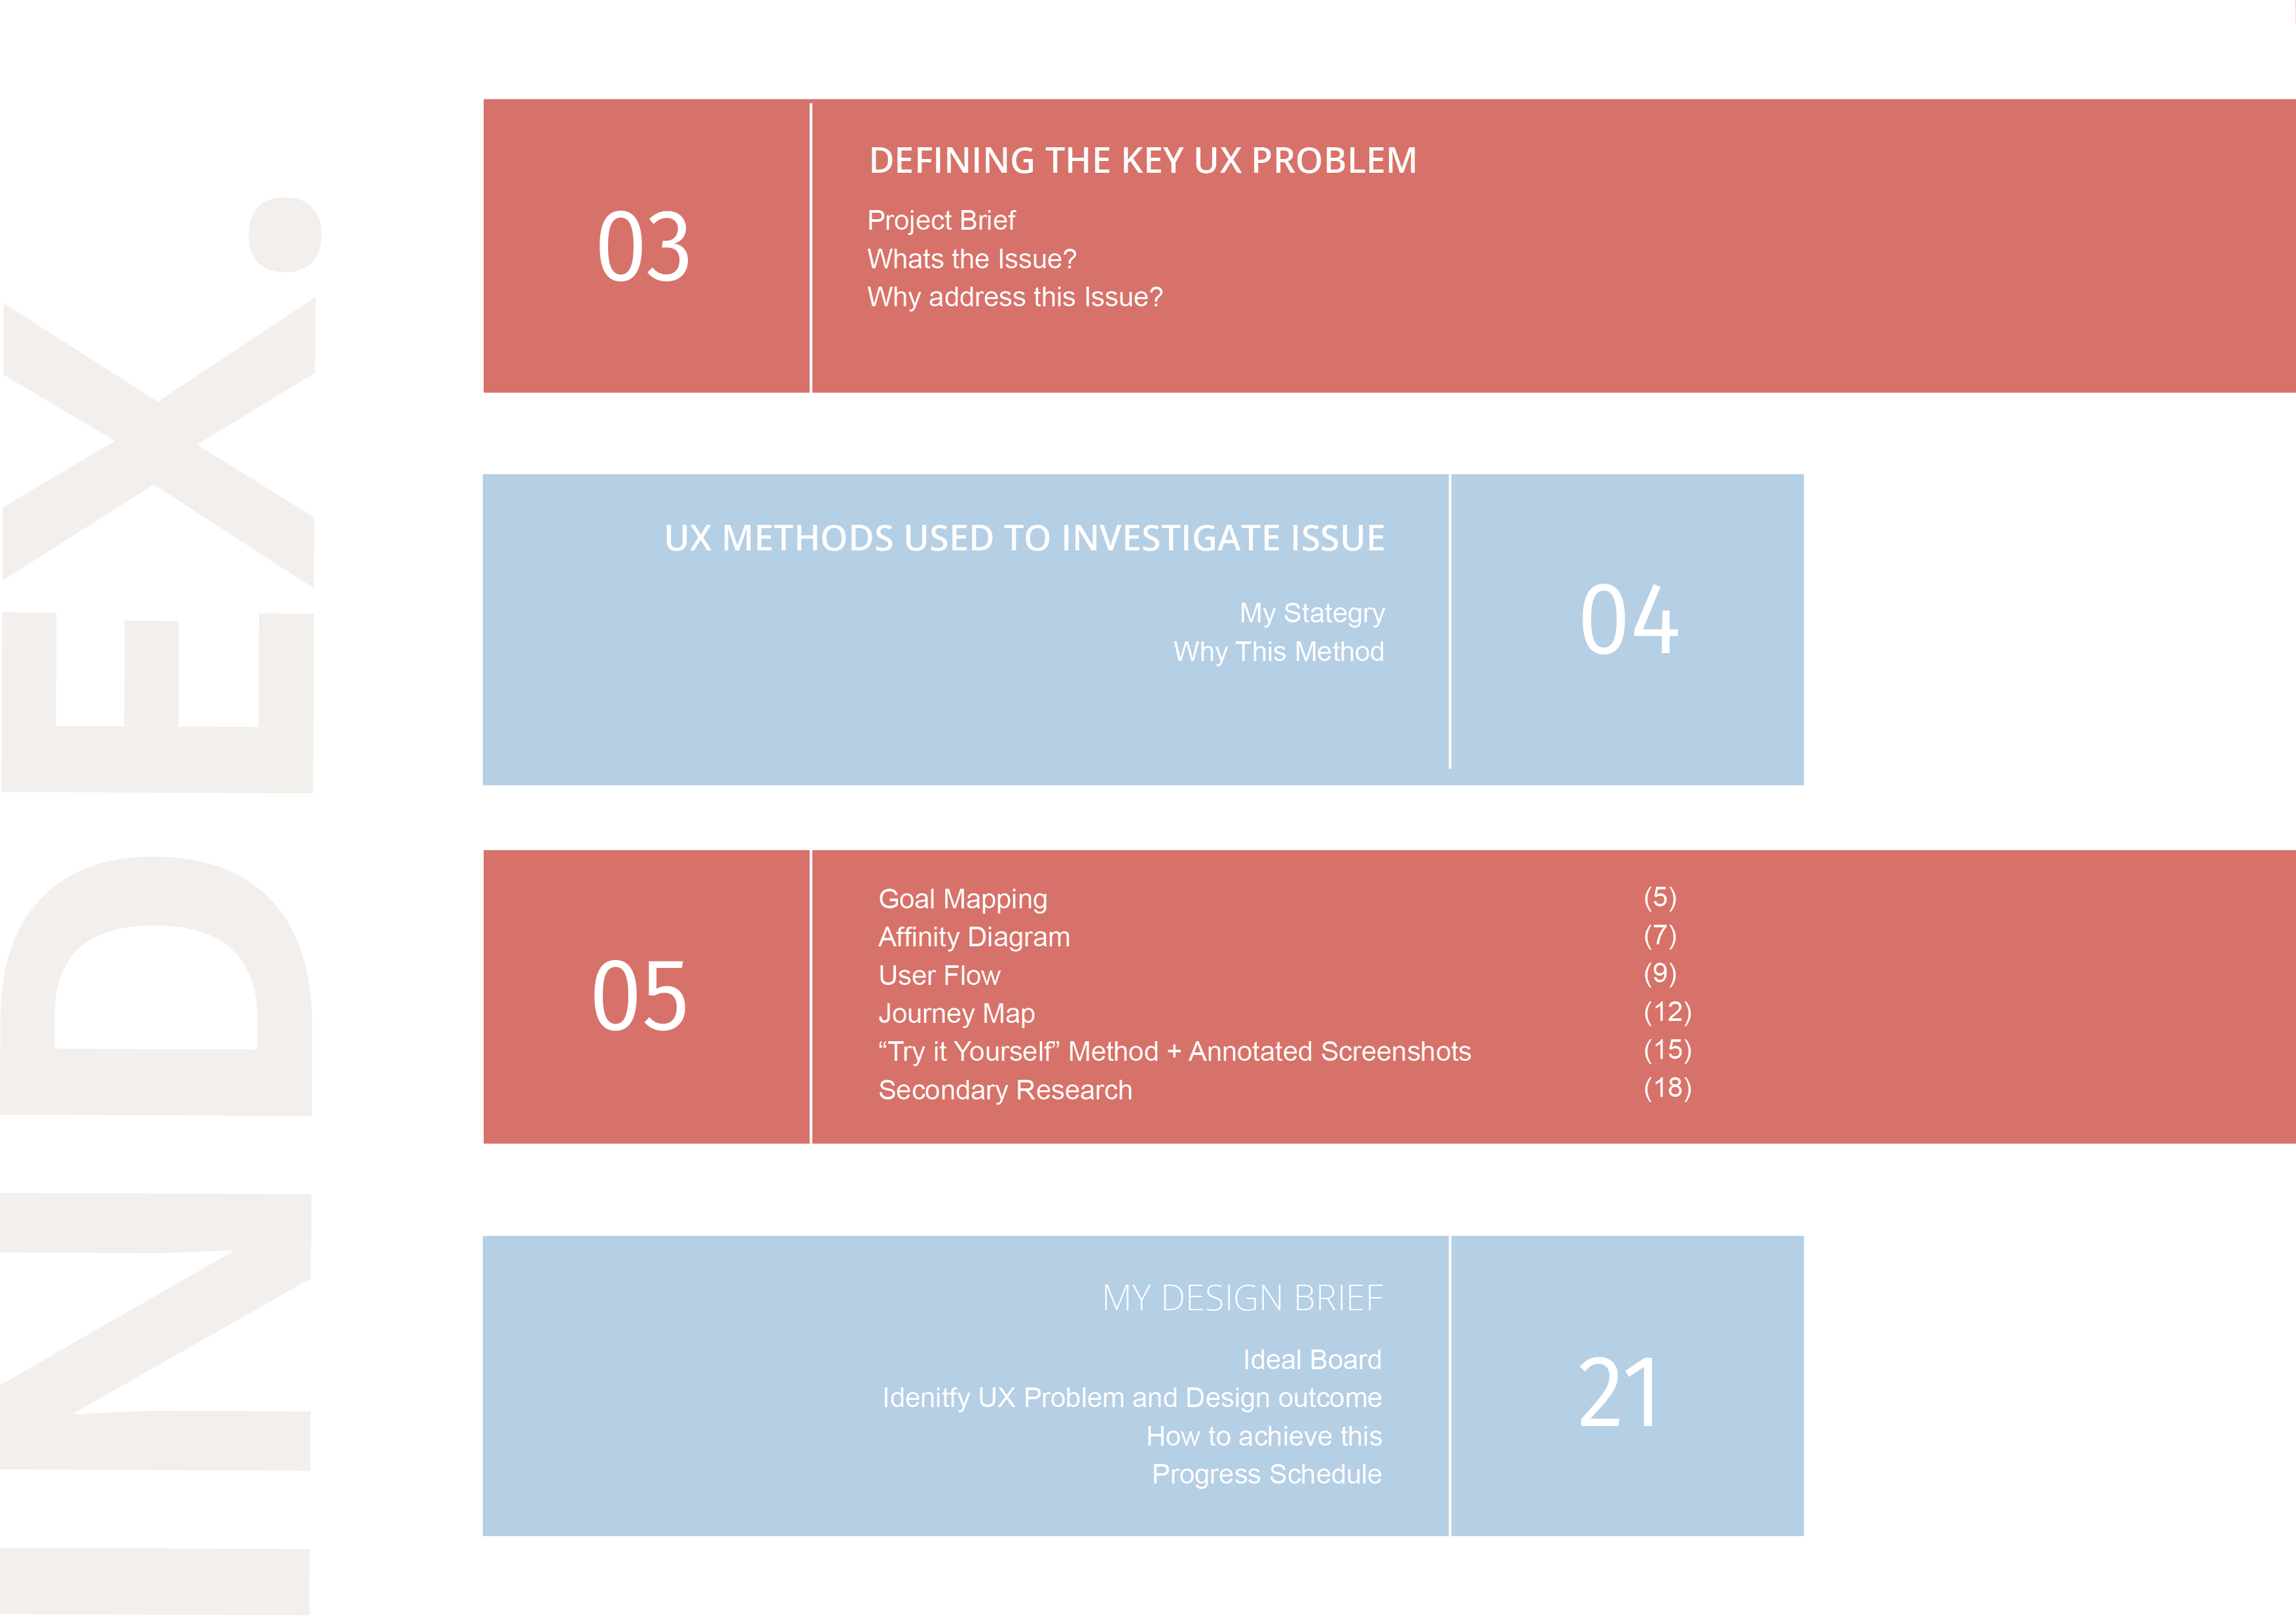 INDEX.
03
DEFINING THE KEY UX PROBLEM
Project Brief
Whats the Issue?
Why address this Issue?
UX METHODS USED TO INVESTIGATE ISSUE
My Stategry
Why This Method
04
05
Goal Mapping (5)
Affinity Diagram (7)
User Flow (9)
Journey Map (12)
“Try it Yourself” Method + Annotated Screenshots (15)
Secondary Research (18)
MY DESIGN BRIEF
Ideal Board
Idenitfy UX Problem and Design outcome
How to achieve this
Progress Schedule
21